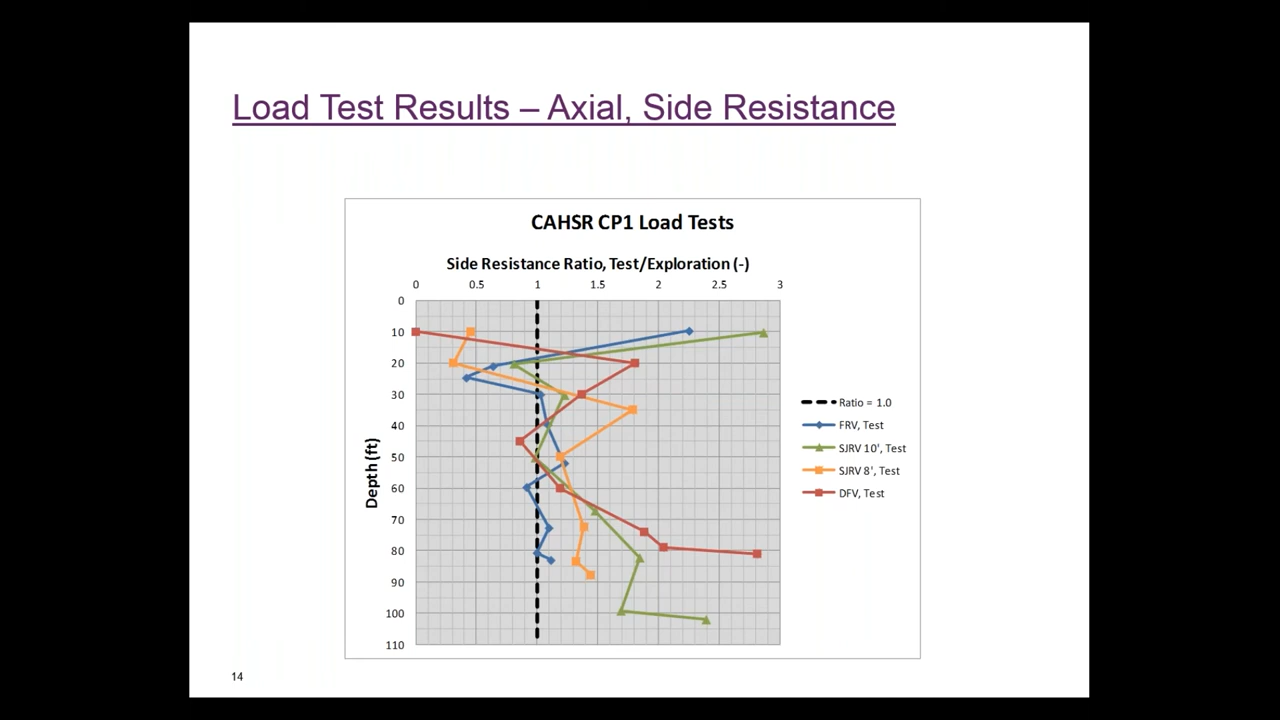 Load Test Results – Axial, Side Resistance
CAHSR CP1 Load Tests
Side Resistance Ratio, Test/Exploration (-)
0 0.5 1 1.5 2 2.5 3
0
10
20
30
40
50
60
70
80
90
100
110
Depth (ft)
Ratio = 1.0
FRV, Test
SJRV 10', Test
SJRV 8', Test
DFV, Test
14